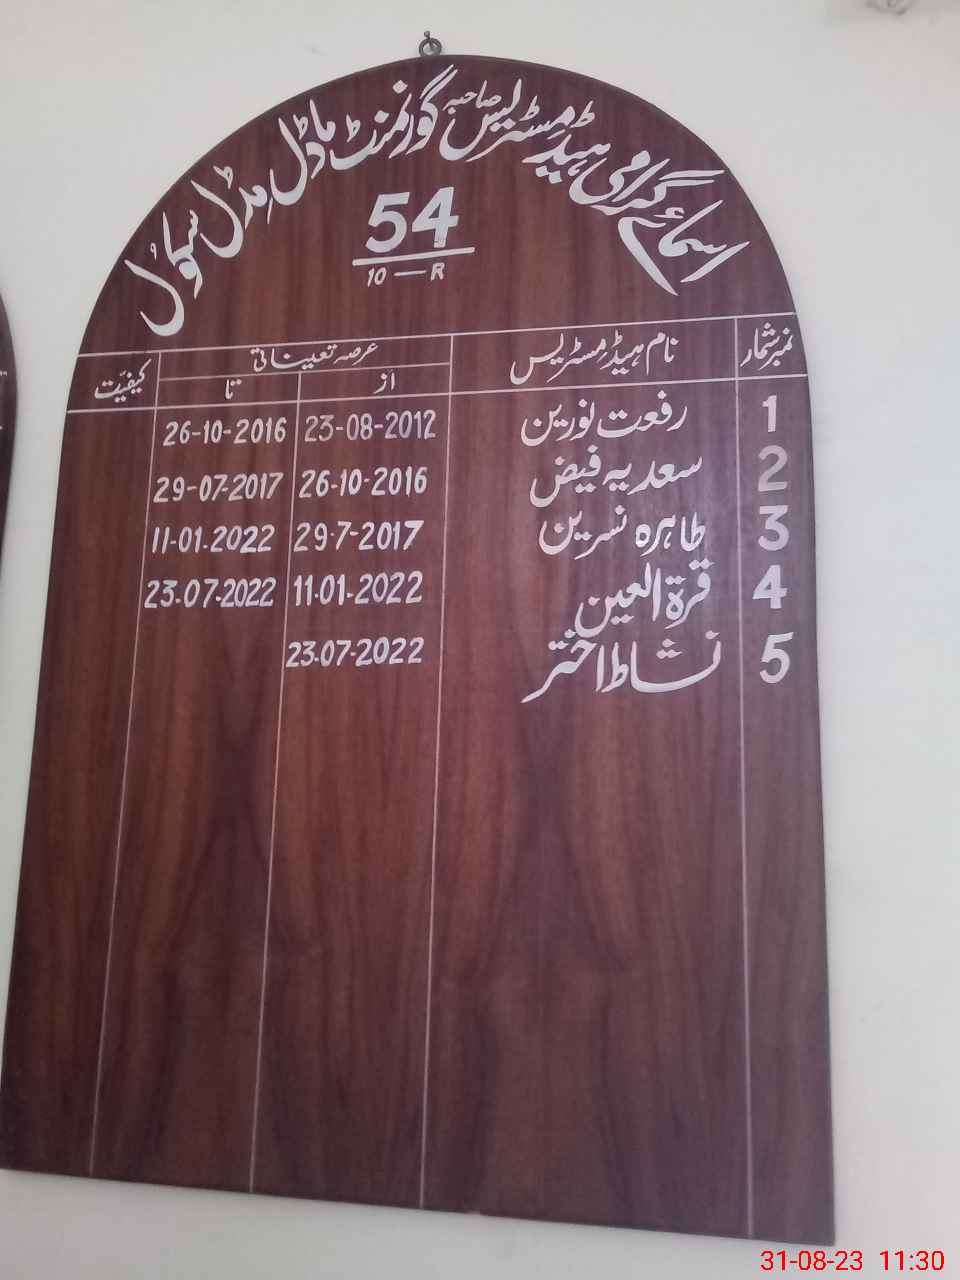 اسمائے گرامی ہیڈ مسٹریس صاحبہ گورنمنٹ ماڈل مڈل سکول
54
10 — R
نمبر شمار نام ہیڈ مسٹریس عرصہ تعیناتی کیفیّت
از تا
1 رفعت نورین 23-08-2012 26-10-2016
2 سعدیہ فیض 26-10-2016 29-07-2017
3 طاہرہ نسرین 29-7-2017 11-01-2022
4 قرۃ العین 11-01-2022 23-07-2022
5 نشاط اختر 23-07-2022
31-08-23 11:30